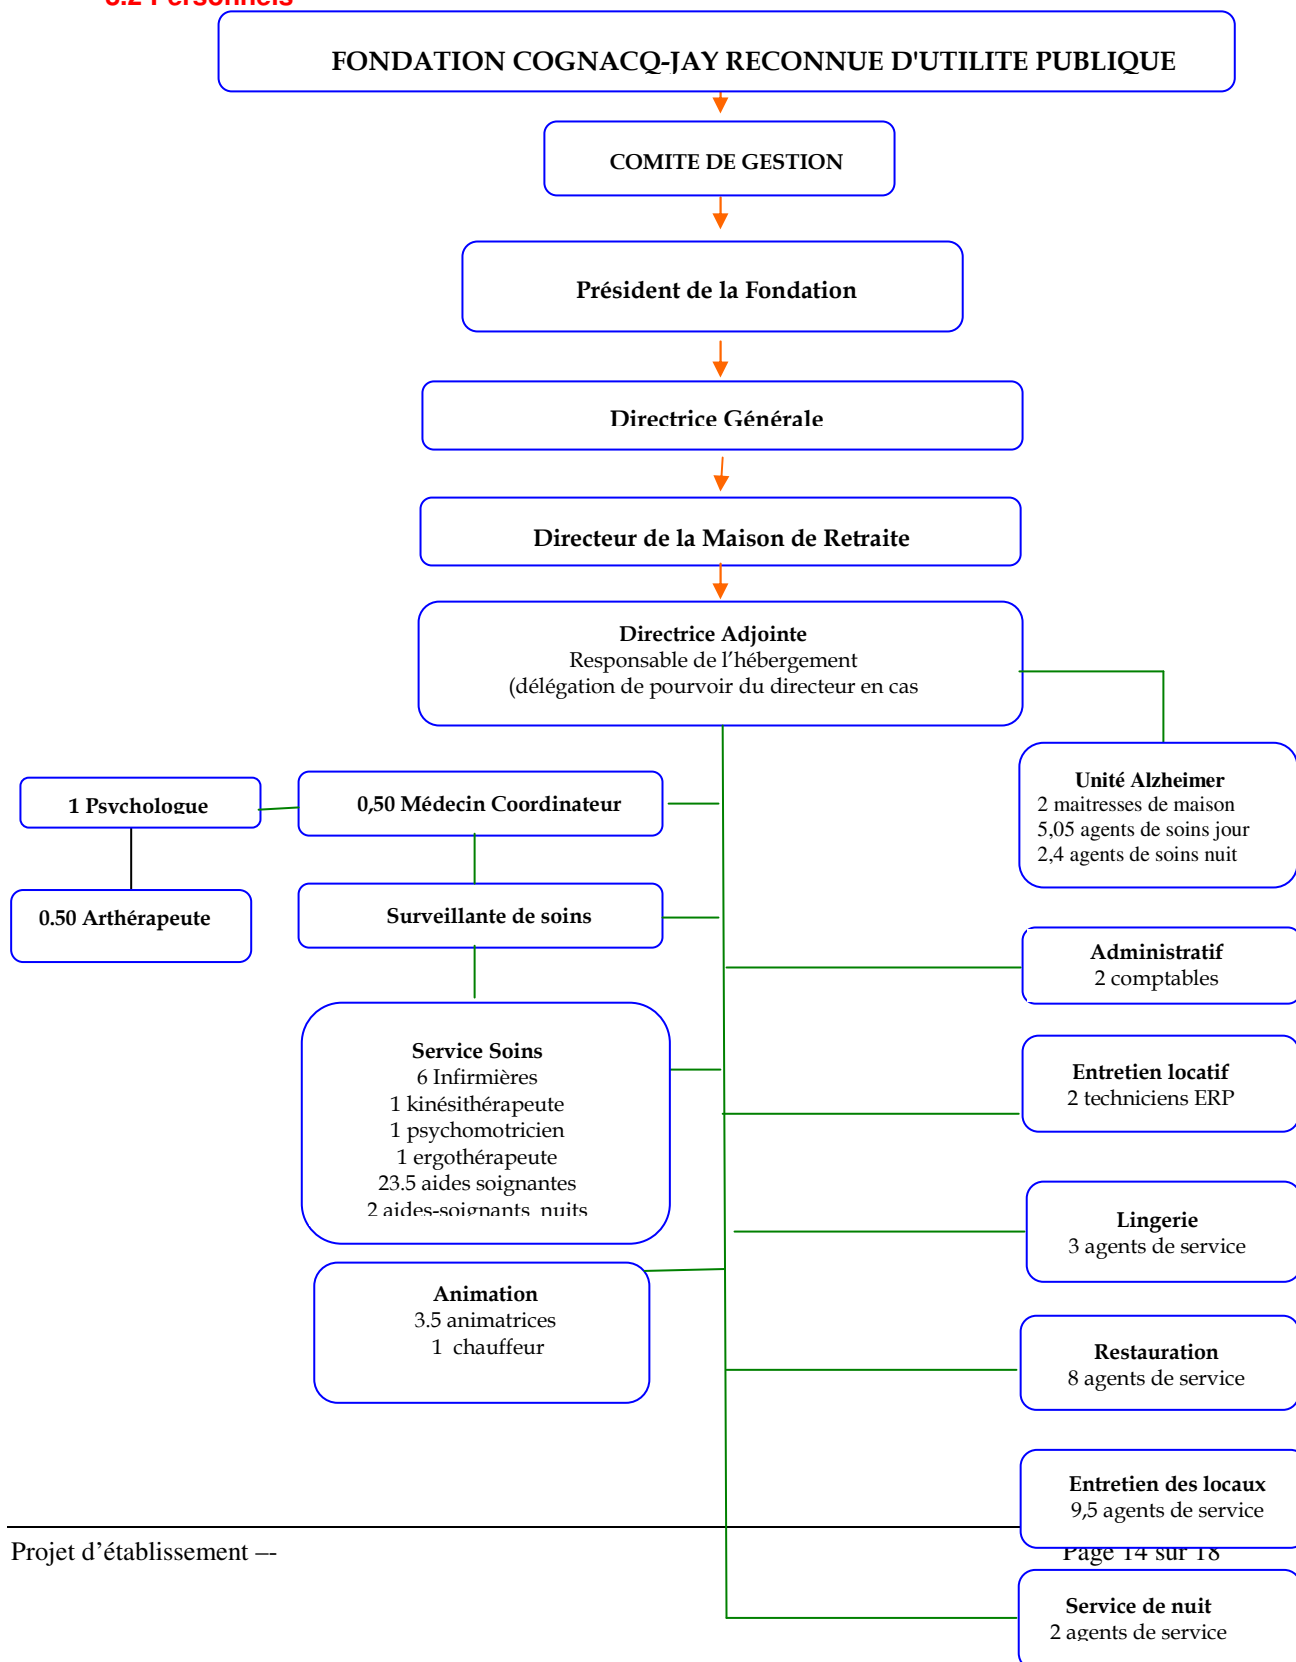 3.2 Personnels
FONDATION COGNACQ-JAY RECONNUE D'UTILITE PUBLIQUE
COMITE DE GESTION
Président de la Fondation
Directrice Générale
Directeur de la Maison de Retraite
Directrice Adjointe
Responsable de l'hébergement
(délégation de pourvoir du directeur en cas
1 Psychologue
0,50 Médecin Coordinateur
Unité Alzheimer
2 maitresses de maison
5,05 agents de soins jour
2,4 agents de soins nuit
0.50 Arthérapeute
Surveillante de soins
Administratif
2 comptables
Service Soins
6 Infirmières
1 kinésithérapeute
1 psychomotricien
1 ergothérapeute
23.5 aides soignantes
2 aides-soignants nuits
Entretien locatif
2 techniciens ERP
Lingerie
3 agents de service
Animation
3.5 animatrices
1 chauffeur
Restauration
8 agents de service
Entretien des locaux
9,5 agents de service
Projet d'établissement –-
Page 14 sur 18
Service de nuit
2 agents de service